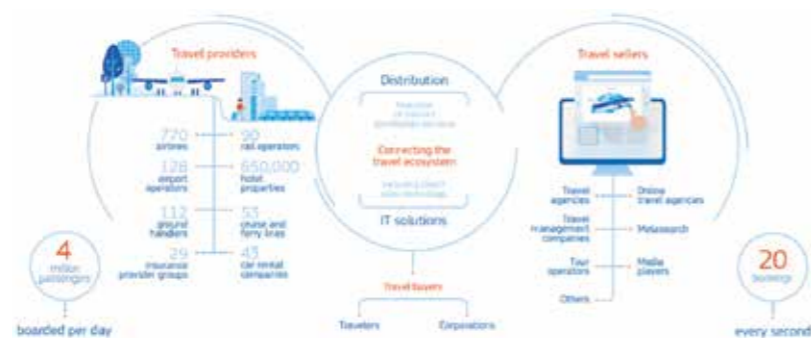 Travel providers
770
airlines
90
rail operators
128
airport
operators
650,000
hotel
properties
112
ground
handlers
53
cruise and
ferry lines
29
insurance
provider groups
43
car rental
companies
4
million
passengers
boarded per day
Distribution
Connecting the
travel ecosystem
IT solutions
Travel buyers
Travelers
Corporations
Travel sellers
Travel
agencies
Online
travel agencies
Travel
management
companies
Metasearch
Tour
operators
Media
players
Others
20
bookings
every second